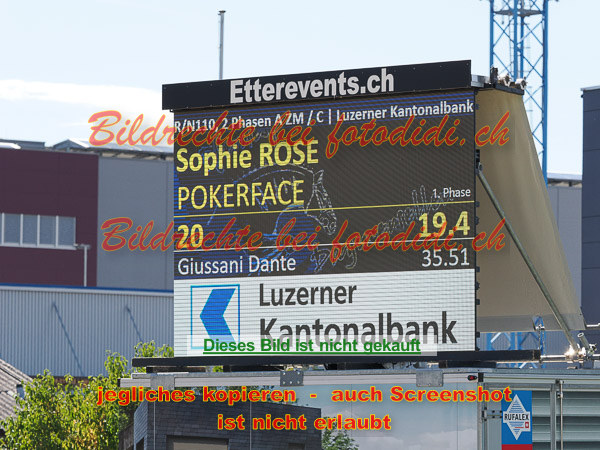 Etterevents.ch
R/N110, 2 Phasen A ZM / C | Luzerner Kantonalbank
Bildrechte bei fotodidi.ch
Sophie ROSE
POKERFACE
1. Phase
20 19.4
Bildrechte bei fotodidi.ch
Giussani Dante 35.51
Luzerner
Kantonalbank
Dieses Bild ist nicht gekauft
jegliches kopieren - auch Screenshot
ist nicht erlaubt
RUFALEX